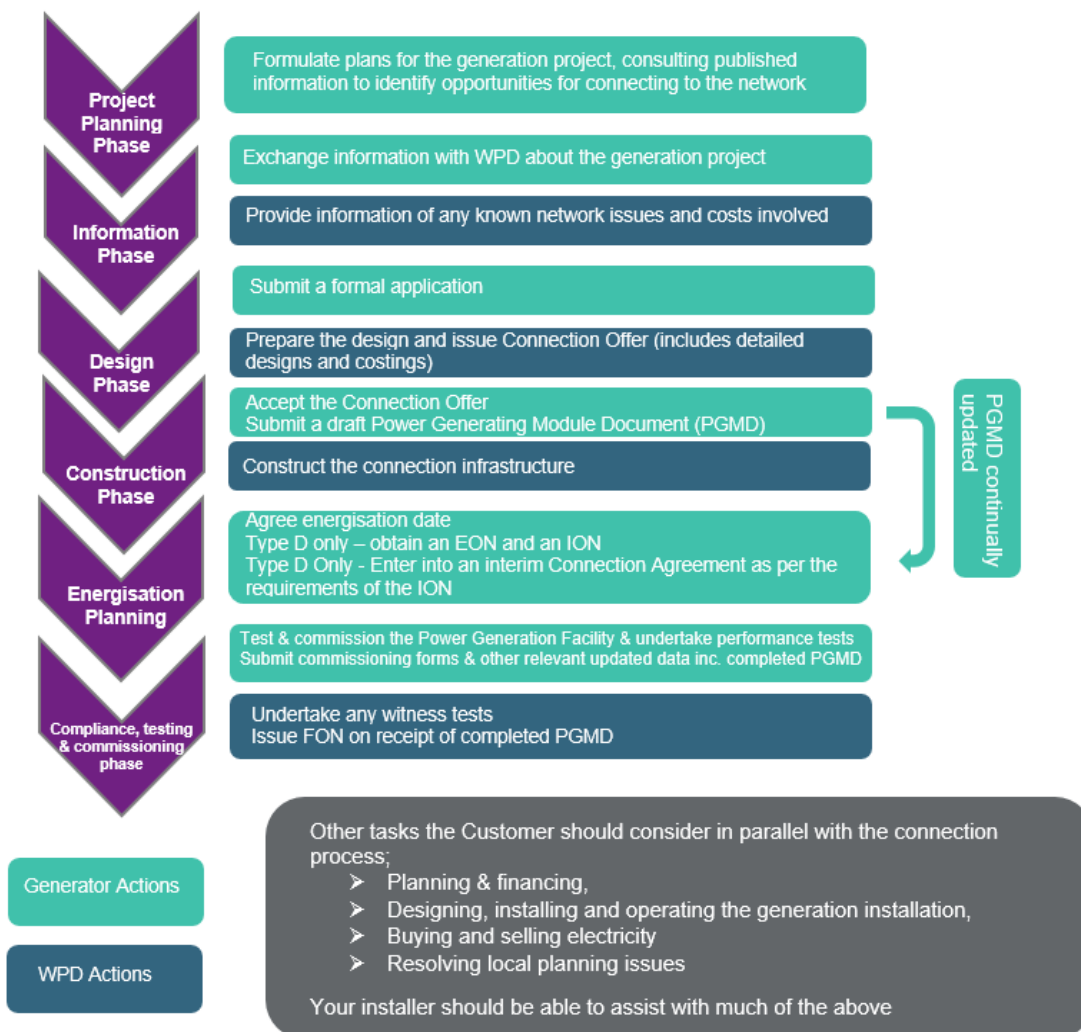 Project
Planning
Phase
Formulate plans for the generation project, consulting published
information to identify opportunities for connecting to the network
Information
Phase
Exchange information with WPD about the generation project
Provide information of any known network issues and costs involved
Design
Phase
Submit a formal application
Prepare the design and issue Connection Offer (includes detailed
designs and costings)
Construction
Phase
Accept the Connection Offer
Submit a draft Power Generating Module Document (PGMD)
Construct the connection infrastructure
PGMD continually
updated
Energisation
Planning
Agree energisation date
Type D only – obtain an EON and an ION
Type D Only - Enter into an interim Connection Agreement as per the
requirements of the ION
Compliance, testing
& commissioning
phase
Test & commission the Power Generation Facility & undertake performance tests
Submit commissioning forms & other relevant updated data inc. completed PGMD
Undertake any witness tests
Issue FON on receipt of completed PGMD
Generator Actions
WPD Actions
Other tasks the Customer should consider in parallel with the connection
process;
➢ Planning & financing,
➢ Designing, installing and operating the generation installation,
➢ Buying and selling electricity
➢ Resolving local planning issues
Your installer should be able to assist with much of the above